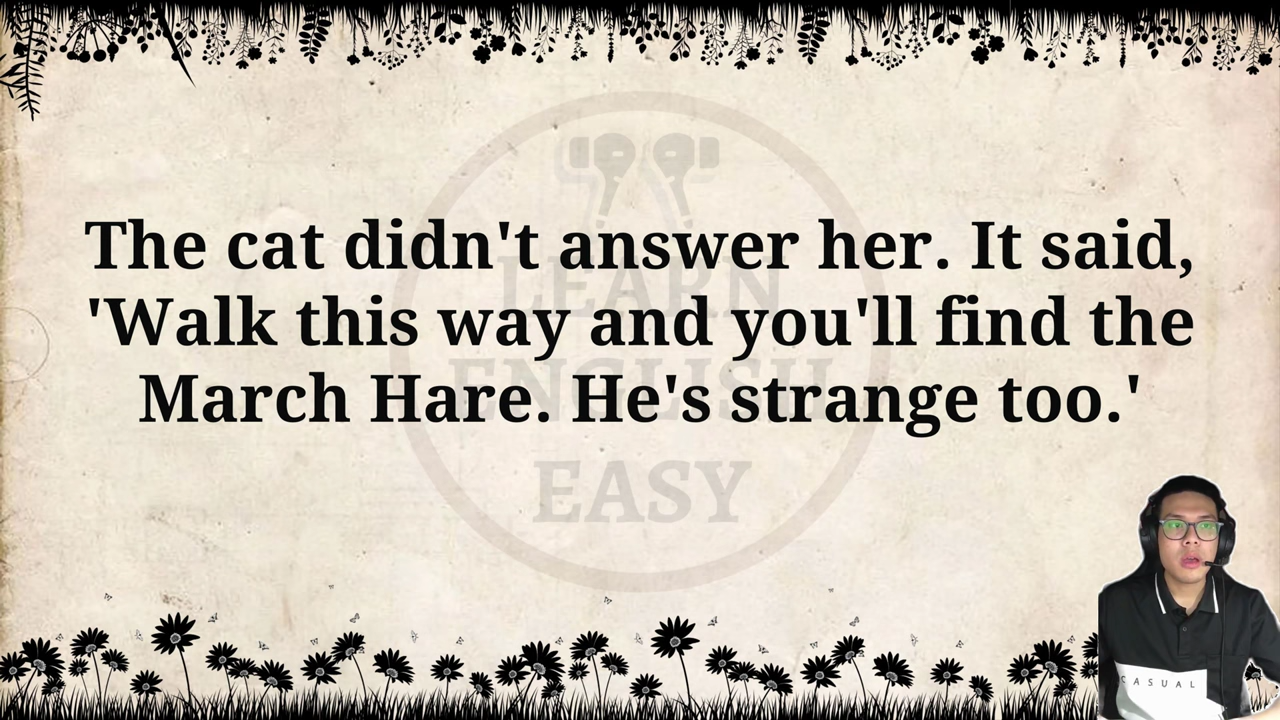 The cat didn't answer her. It said,
'Walk this way and you'll find the
March Hare. He's strange too.'
LEARN
ENGLISH
EASY
CASUAL